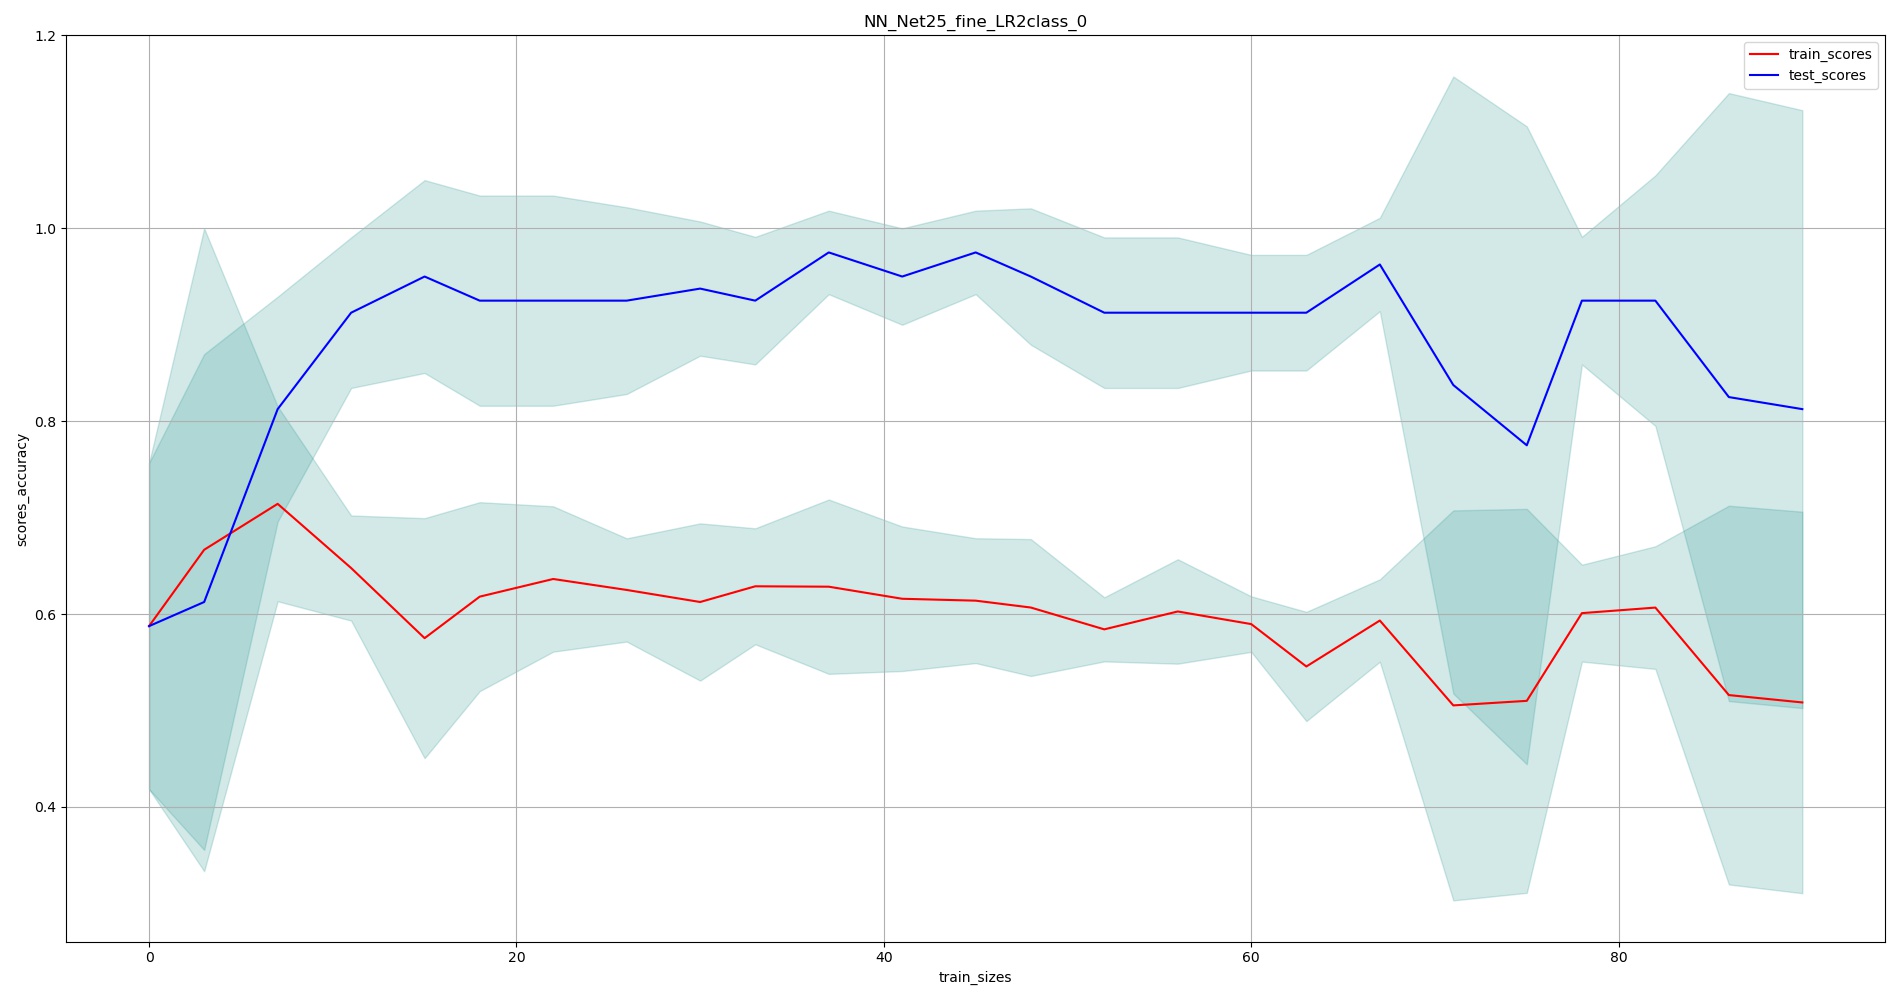 NN_Net25_fine_LR2class_0
train_scores
test_scores
scores_accuracy
1.2
1.0
0.8
0.6
0.4
0 20 40 60 80
train_sizes